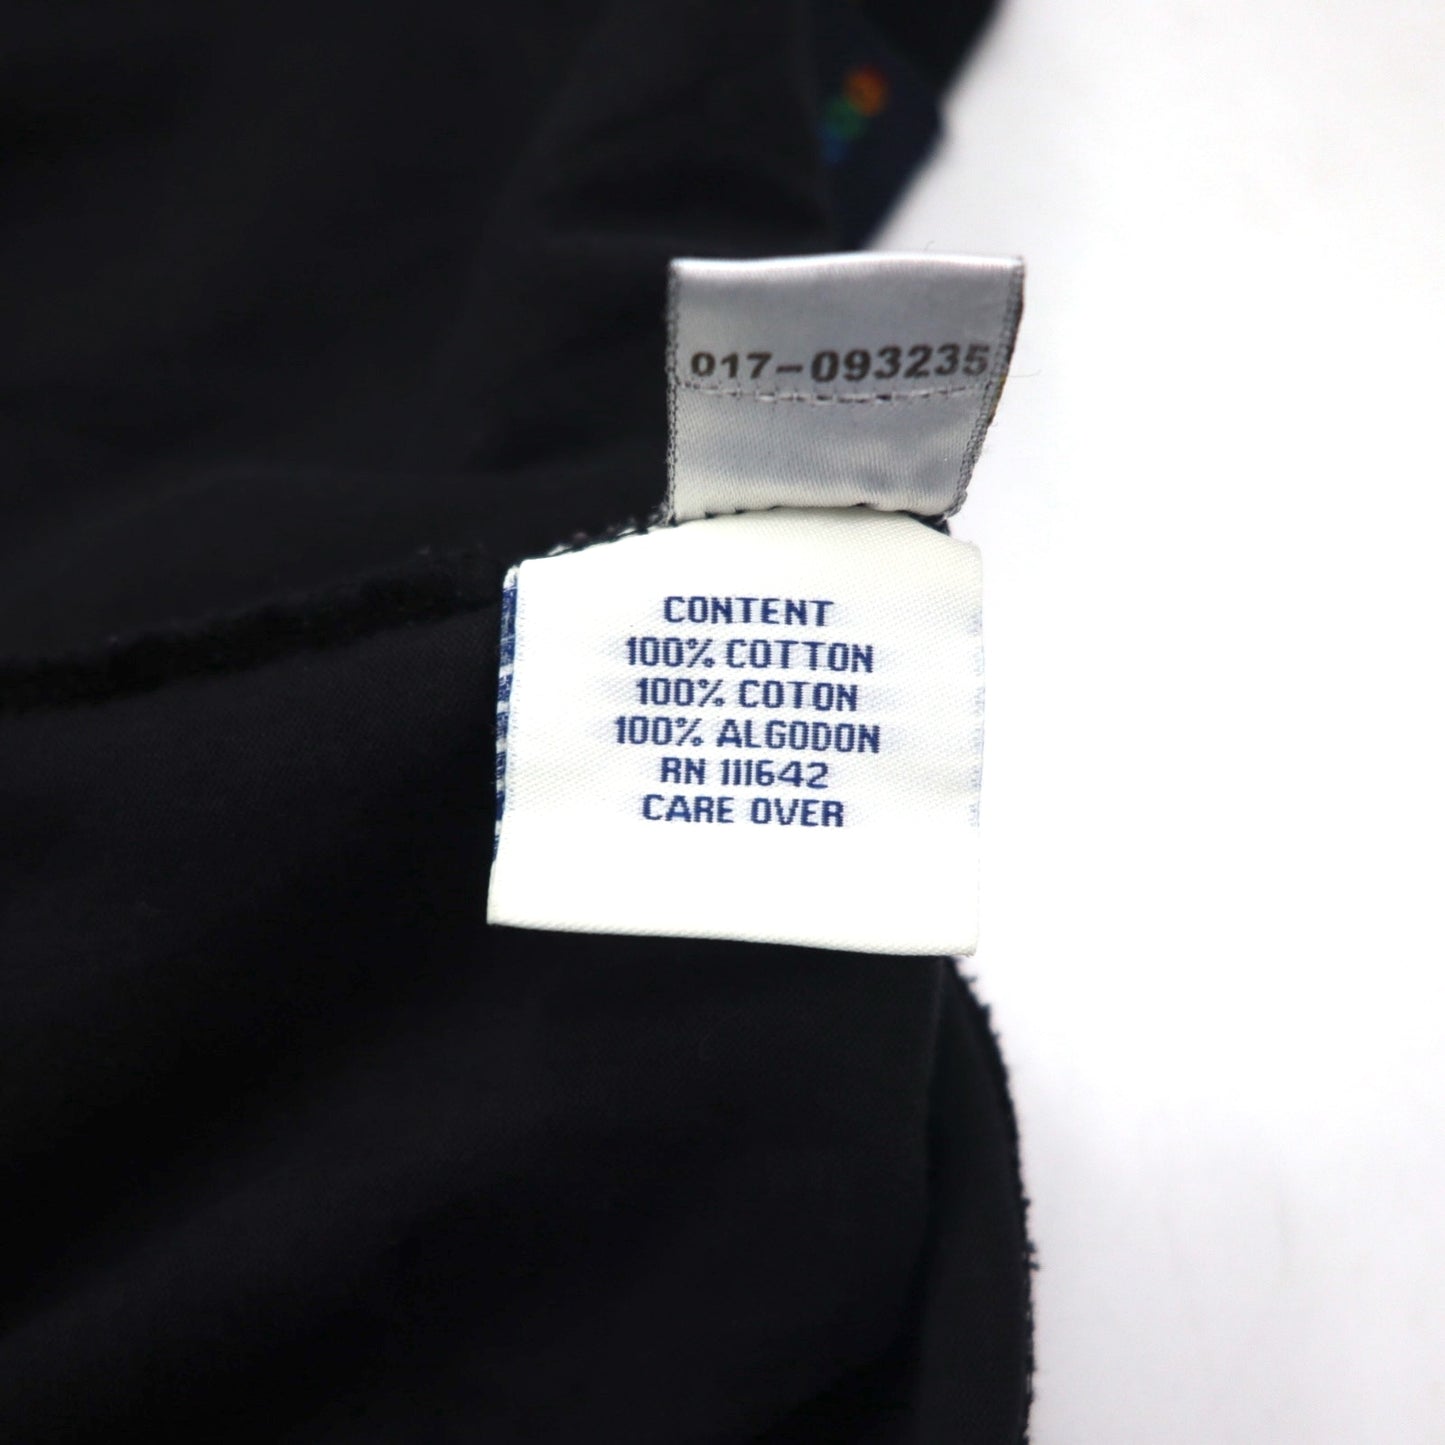 017-093235
CONTENT
100% COTTON
100% COTON
100% ALGODON
RN 111642
CARE OVER